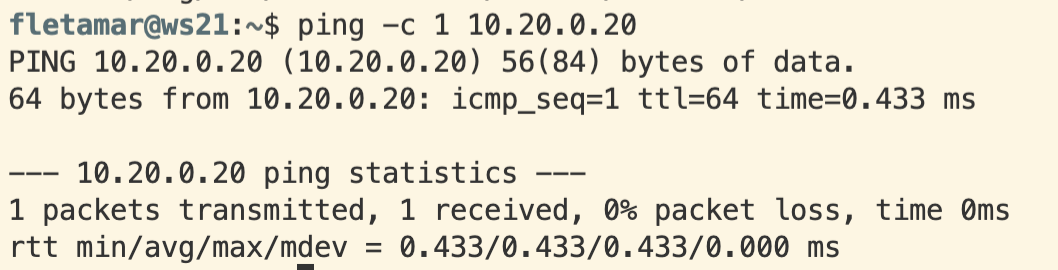 fletamar@ws21:~$ ping -c 1 10.20.0.20
PING 10.20.0.20 (10.20.0.20) 56(84) bytes of data.
64 bytes from 10.20.0.20: icmp_seq=1 ttl=64 time=0.433 ms

--- 10.20.0.20 ping statistics ---
1 packets transmitted, 1 received, 0% packet loss, time 0ms
rtt min/avg/max/mdev = 0.433/0.433/0.433/0.000 ms